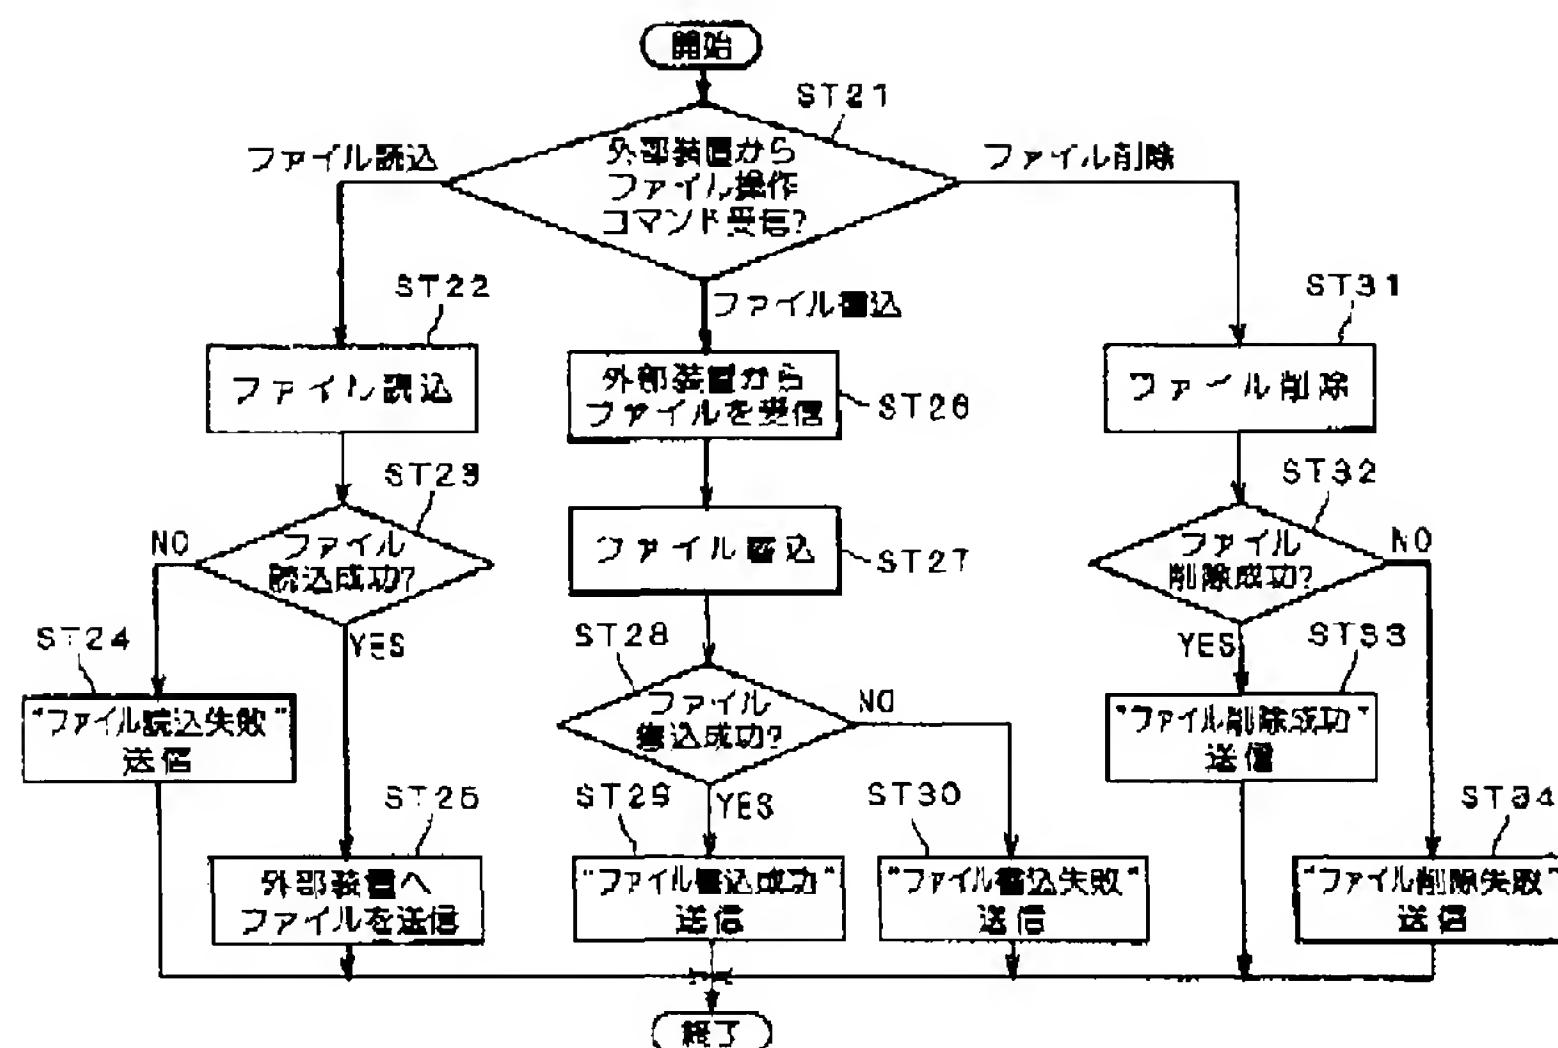 開始
ST21
外部装置から
ファイル操作
コマンド受信?
ファイル読込
ファイル書込
ファイル削除
ST22
ファイル読込
ST23
ファイル
読込成功?
NO
YES
ST24
"ファイル読込失敗"
送信
ST25
外部装置へ
ファイルを送信
外部装置から
ファイルを受信
ST26
ファイル書込
ST27
ST28
ファイル
書込成功?
NO
YES
ST29
"ファイル書込成功"
送信
ST30
"ファイル書込失敗"
送信
ST31
ファイル削除
ST32
ファイル
削除成功?
NO
YES
ST33
"ファイル削除成功"
送信
ST34
"ファイル削除失敗"
送信
終了